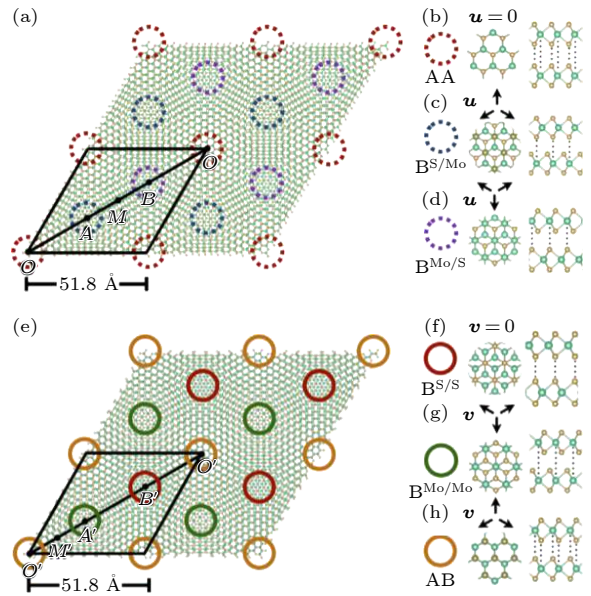 (a)
O
B
M
A
O
51.8 Å
(b) u = 0
AA
(c) u
B^{S/Mo}
(d) u
B^{Mo/S}
(e)
O′
B′
A′
M′
O′
51.8 Å
(f) v = 0
B^{S/S}
(g) v
B^{Mo/Mo}
(h) v
AB